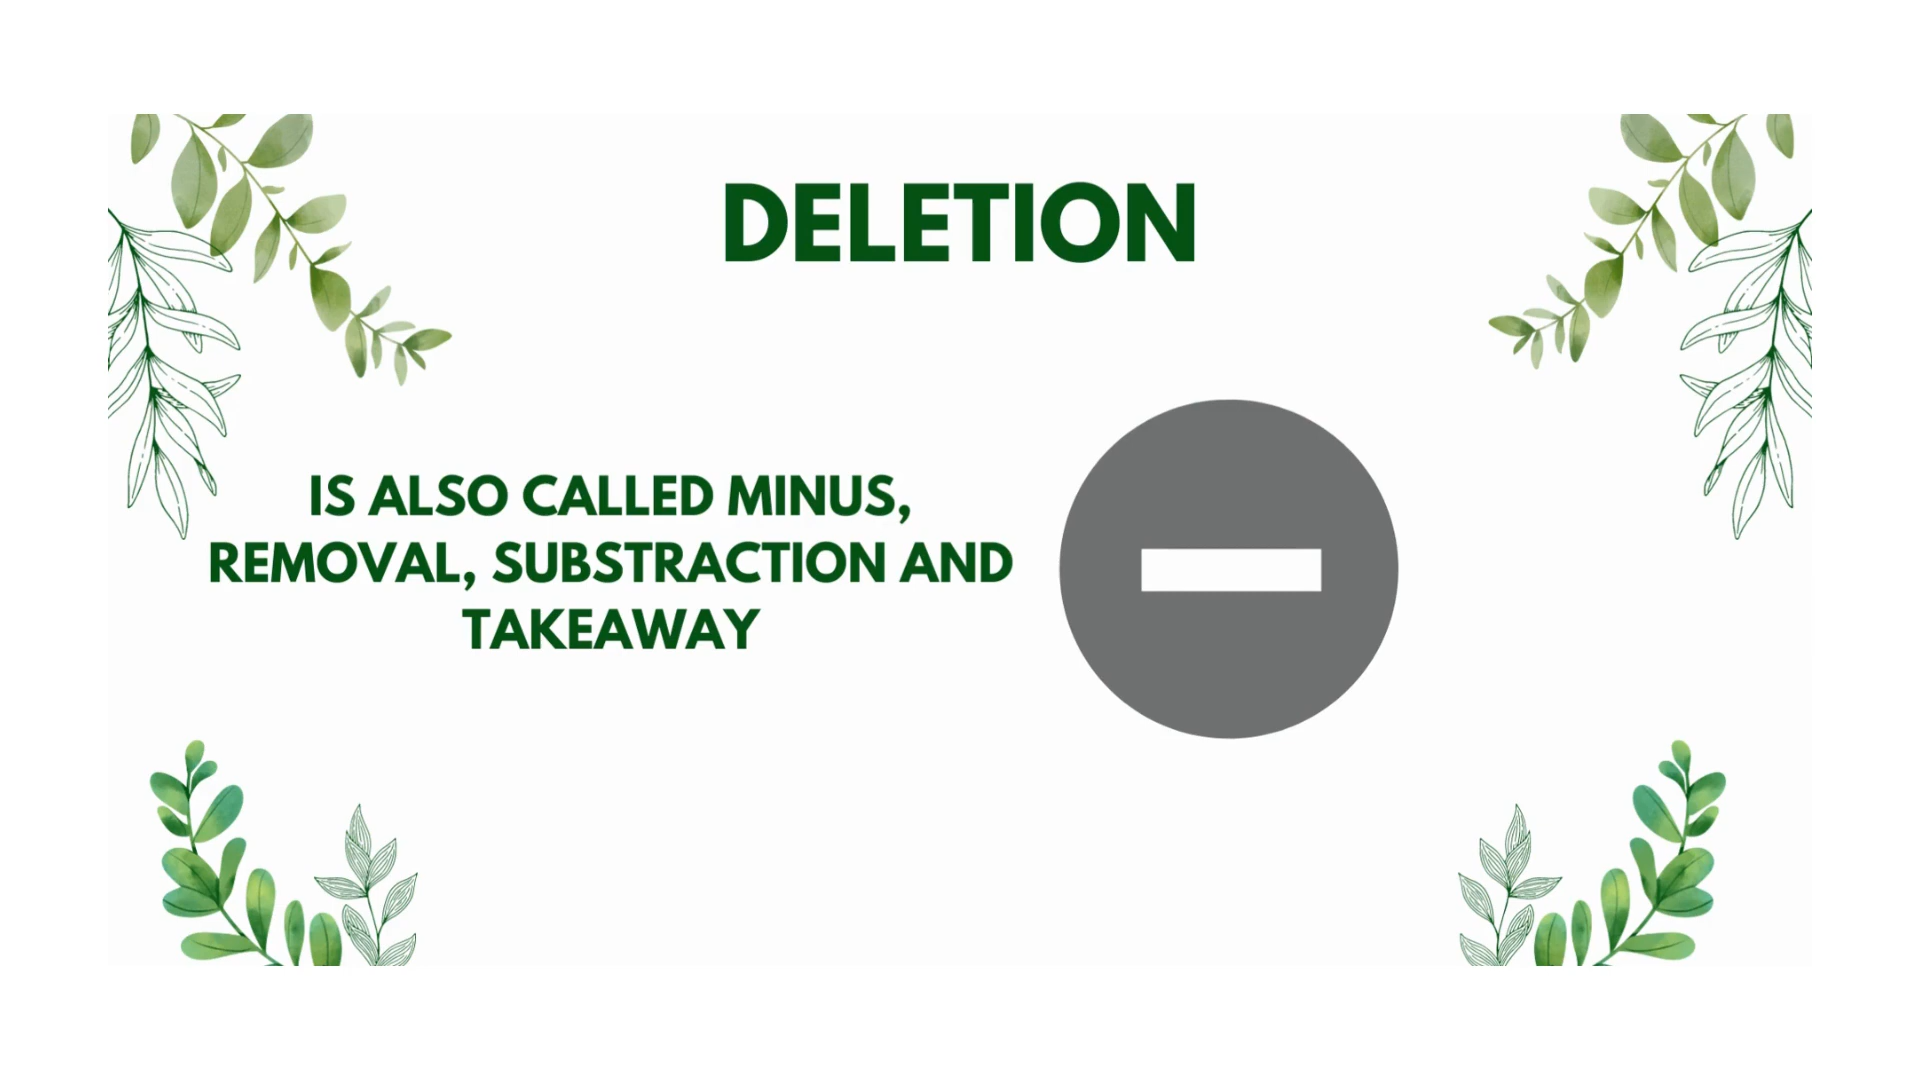 DELETION
IS ALSO CALLED MINUS,
REMOVAL, SUBSTRACTION AND
TAKEAWAY